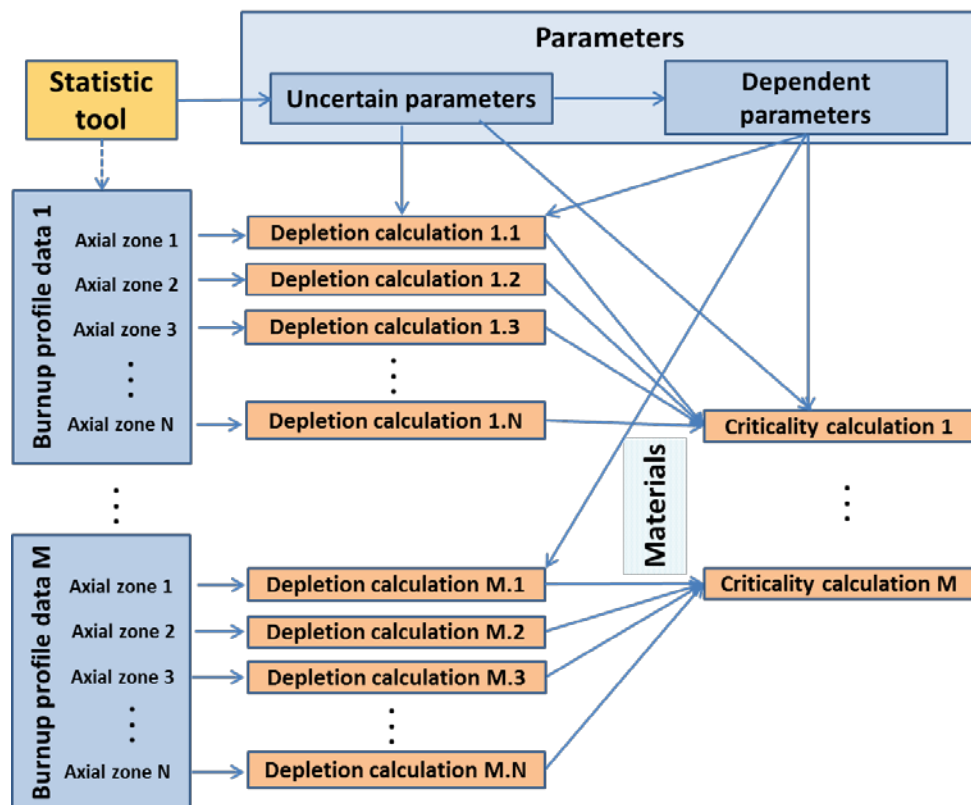 Parameters
Statistic
tool
Uncertain parameters
Dependent
parameters
Burnup profile data 1
Axial zone 1
Axial zone 2
Axial zone 3
Axial zone N
Depletion calculation 1.1
Depletion calculation 1.2
Depletion calculation 1.3
Depletion calculation 1.N
Criticality calculation 1
Materials
Burnup profile data M
Axial zone 1
Axial zone 2
Axial zone 3
Axial zone N
Depletion calculation M.1
Depletion calculation M.2
Depletion calculation M.3
Depletion calculation M.N
Criticality calculation M